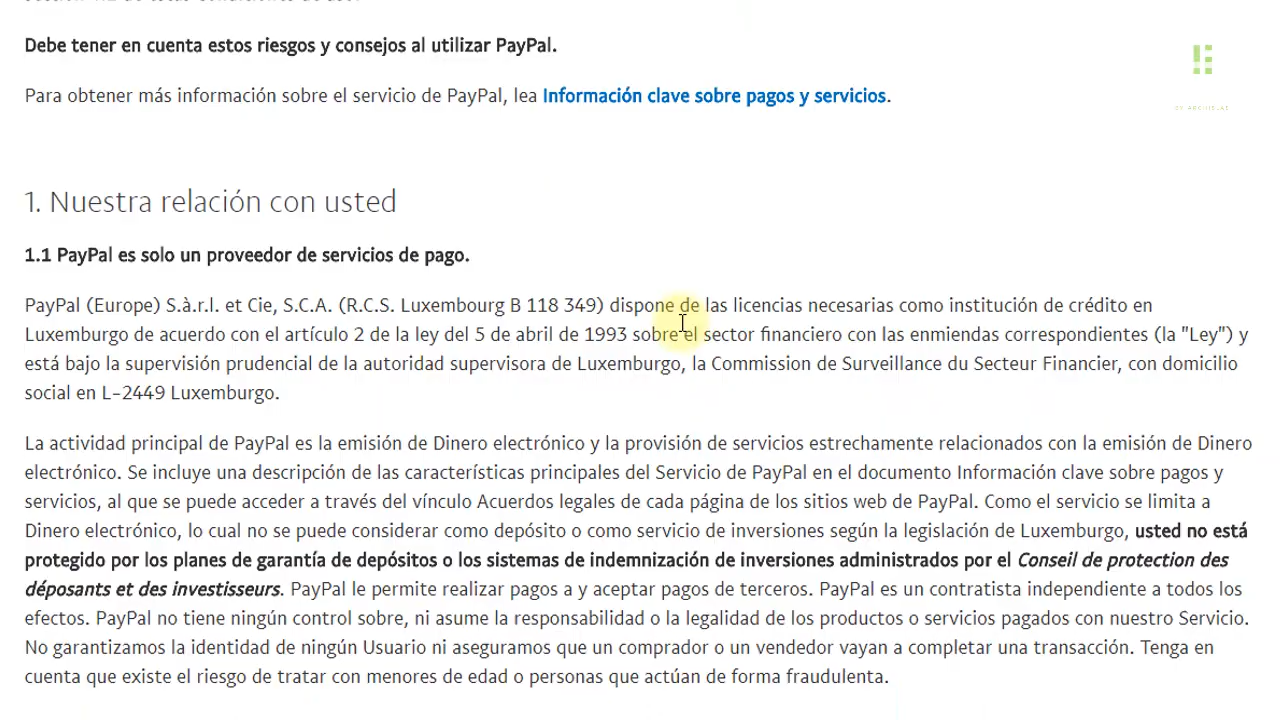 Debe tener en cuenta estos riesgos y consejos al utilizar PayPal.
Para obtener más información sobre el servicio de PayPal, lea Información clave sobre pagos y servicios.
1. Nuestra relación con usted
1.1 PayPal es solo un proveedor de servicios de pago.
PayPal (Europe) S.à.r.l. et Cie, S.C.A. (R.C.S. Luxembourg B 118 349) dispone de las licencias necesarias como institución de crédito en
Luxemburgo de acuerdo con el artículo 2 de la ley del 5 de abril de 1993 sobre el sector financiero con las enmiendas correspondientes (la "Ley") y
está bajo la supervisión prudencial de la autoridad supervisora de Luxemburgo, la Commission de Surveillance du Secteur Financier, con domicilio
social en L-2449 Luxemburgo.
La actividad principal de PayPal es la emisión de Dinero electrónico y la provisión de servicios estrechamente relacionados con la emisión de Dinero
electrónico. Se incluye una descripción de las características principales del Servicio de PayPal en el documento Información clave sobre pagos y
servicios, al que se puede acceder a través del vínculo Acuerdos legales de cada página de los sitios web de PayPal. Como el servicio se limita a
Dinero electrónico, lo cual no se puede considerar como depósito o como servicio de inversiones según la legislación de Luxemburgo, usted no está
protegido por los planes de garantía de depósitos o los sistemas de indemnización de inversiones administrados por el Conseil de protection des
déposants et des investisseurs. PayPal le permite realizar pagos a y aceptar pagos de terceros. PayPal es un contratista independiente a todos los
efectos. PayPal no tiene ningún control sobre, ni asume la responsabilidad o la legalidad de los productos o servicios pagados con nuestro Servicio.
No garantizamos la identidad de ningún Usuario ni aseguramos que un comprador o un vendedor vayan a completar una transacción. Tenga en
cuenta que existe el riesgo de tratar con menores de edad o personas que actúan de forma fraudulenta.